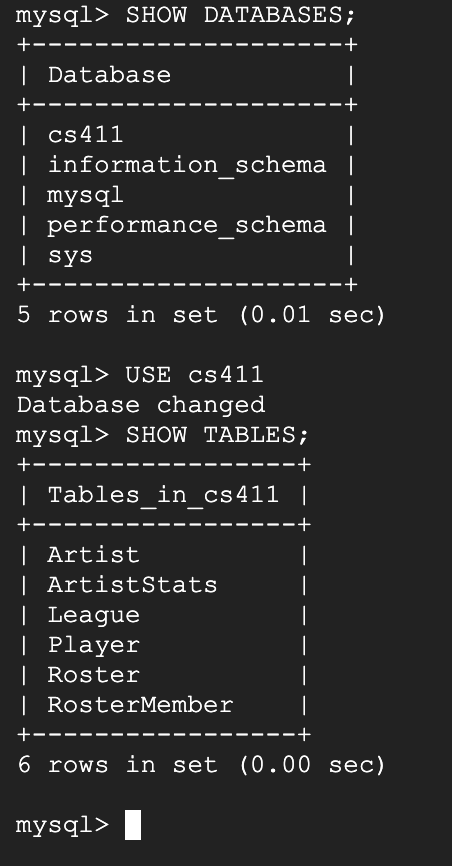 mysql> SHOW DATABASES;
+--------------------+
| Database           |
+--------------------+
| cs411              |
| information_schema |
| mysql              |
| performance_schema |
| sys                |
+--------------------+
5 rows in set (0.01 sec)

mysql> USE cs411
Database changed
mysql> SHOW TABLES;
+-----------------+
| Tables_in_cs411 |
+-----------------+
| Artist          |
| ArtistStats     |
| League          |
| Player          |
| Roster          |
| RosterMember    |
+-----------------+
6 rows in set (0.00 sec)

mysql>